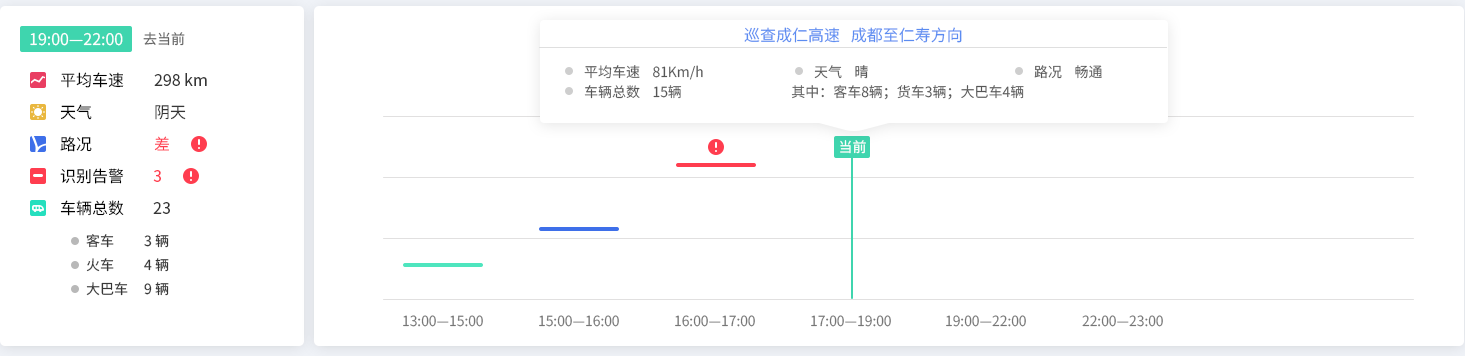 19:00—22:00 去当前
平均车速 298 km
天气 阴天
路况 差
识别告警 3
车辆总数 23
客车 3 辆
火车 4 辆
大巴车 9 辆
巡查成仁高速 成都至仁寿方向
平均车速 81Km/h 天气 晴 路况 畅通
车辆总数 15辆 其中：客车8辆；货车3辆；大巴车4辆
当前
13:00—15:00 15:00—16:00 16:00—17:00 17:00—19:00 19:00—22:00 22:00—23:00